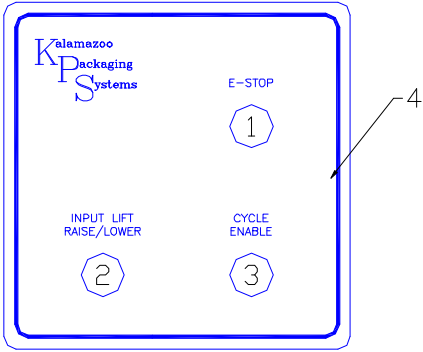 Kalamazoo
Packaging
Systems
E-STOP
1
4
INPUT LIFT
RAISE/LOWER
CYCLE
ENABLE
2
3